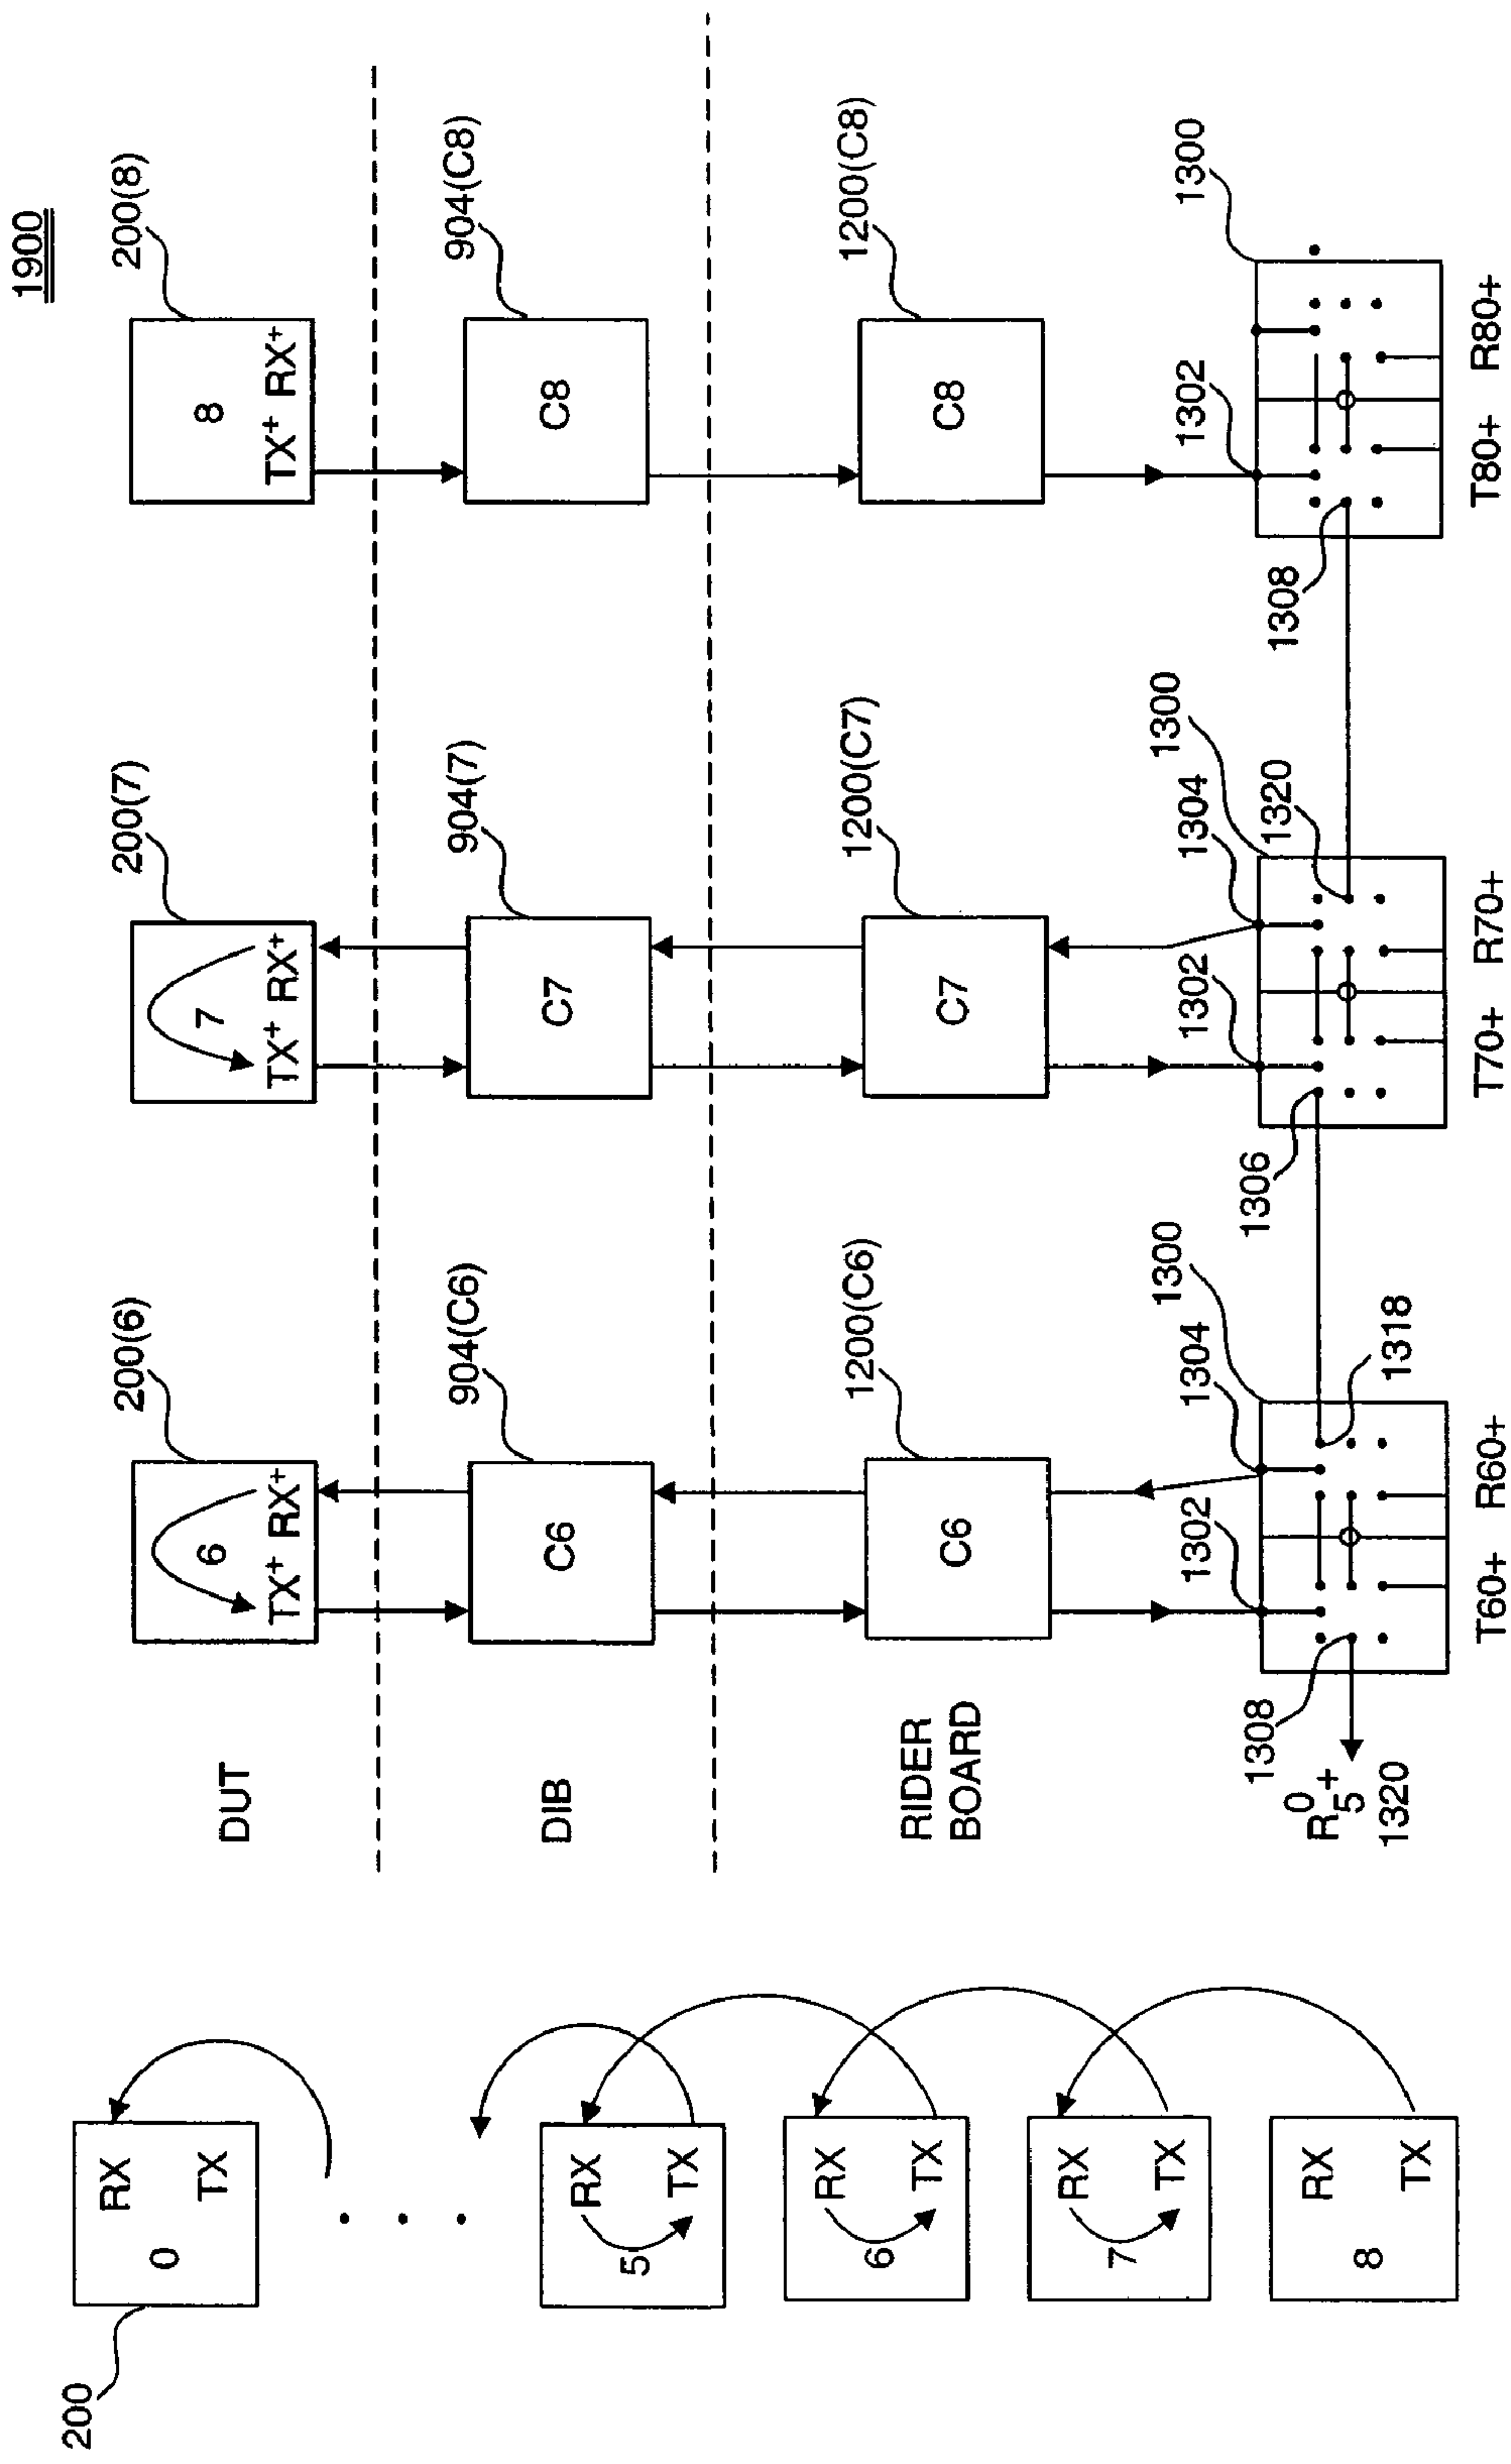 1900
200(6)
200(7)
200(8)
DUT
6
TX+ RX+
7
TX+ RX+
8
TX+ RX+
904(C6)
904(7)
904(C8)
DIB
C6
C7
C8
1200(C6)
1200(C7)
1200(C8)
RIDER
BOARD
C6
C7
C8
1302
1304
1300
1302
1304
1300
1302
1300
1308
1318
1306
1320
1308
R 0 5 +
1320
T60+ R60+
T70+ R70+
T80+ R80+
200
0
RX
TX
5
RX
TX
6
RX
TX
7
RX
TX
8
RX
TX